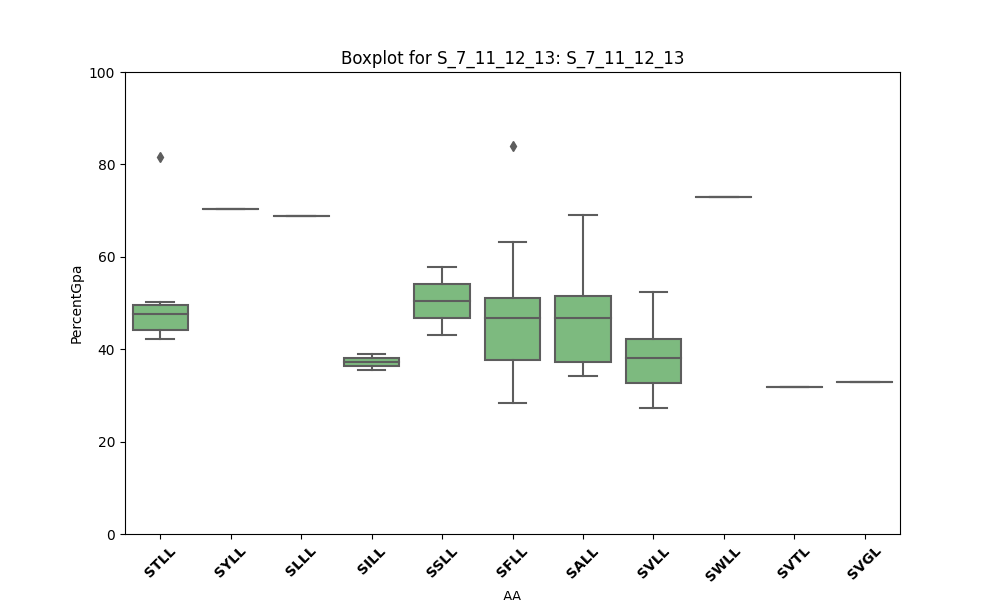 Boxplot for S_7_11_12_13: S_7_11_12_13
100
80
60
40
20
0
PercentGpa
STLL SYLL SLLL SILL SSLL SFLL SALL SVLL SWLL SVTL SVGL
AA